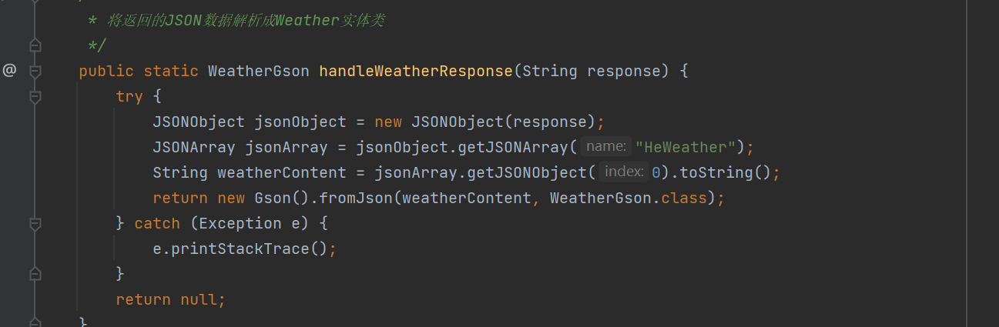 * 将返回的JSON数据解析成Weather实体类
*/
@
public static WeatherGson handleWeatherResponse(String response) {
try {
JSONObject jsonObject = new JSONObject(response);
JSONArray jsonArray = jsonObject.getJSONArray( name: "HeWeather");
String weatherContent = jsonArray.getJSONObject( index: 0).toString();
return new Gson().fromJson(weatherContent, WeatherGson.class);
} catch (Exception e) {
e.printStackTrace();
}
return null;
}